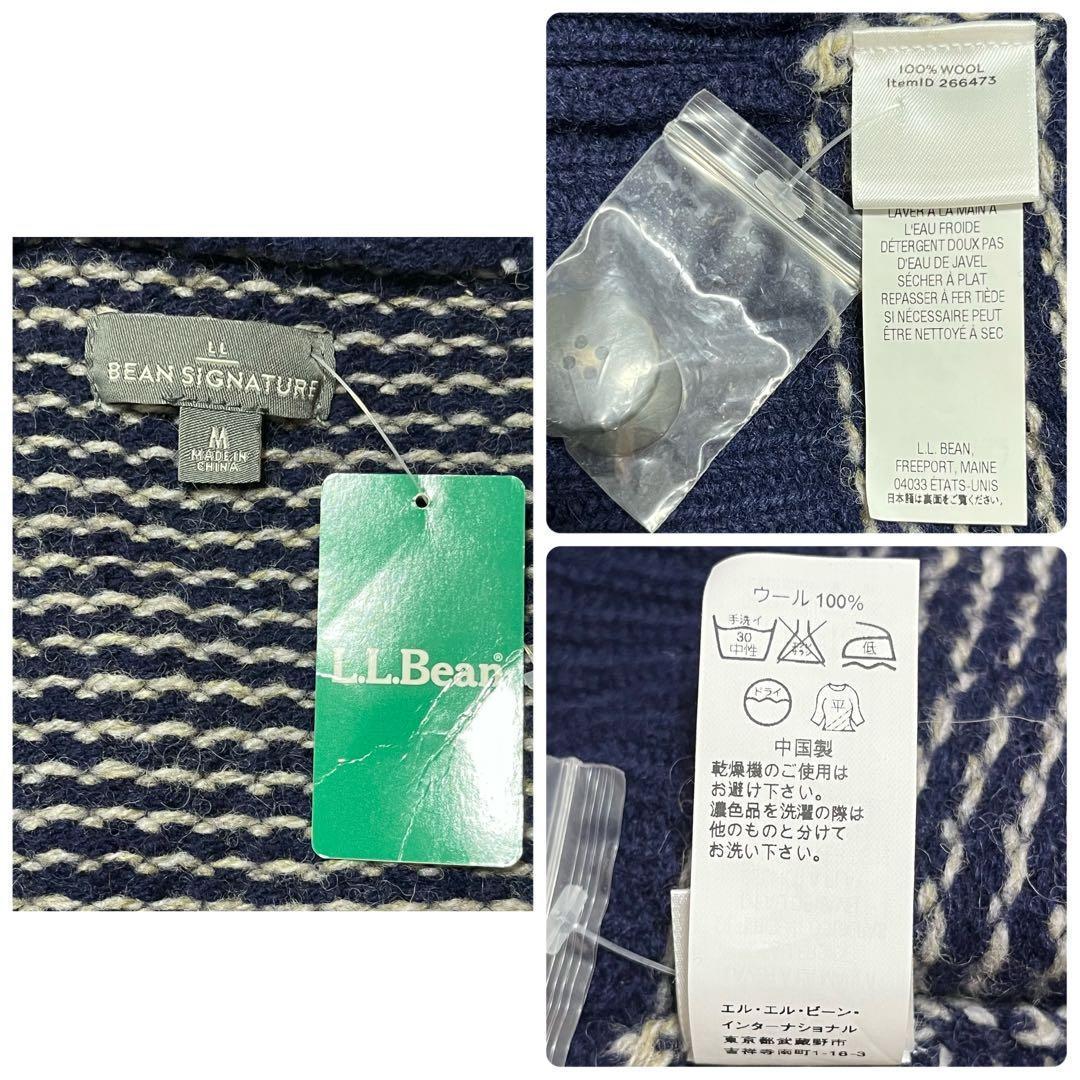 LL
BEAN SIGNATURE
M
MADE IN
CHINA
L.L.Bean®
100% WOOL
ItemID 266473
LAVER À LA MAIN À
L'EAU FROIDE
DÉTERGENT DOUX PAS
D'EAU DE JAVEL
SÉCHER À PLAT
REPASSER À FER TIÈDE
SI NÉCESSAIRE PEUT
ÊTRE NETTOYÉ À SEC
L.L. BEAN,
FREEPORT, MAINE
04033 ÉTATS-UNIS
日本語は裏面をご覧ください。
ウール 100%
手洗イ
30
中性
低
ドライ
平
中国製
乾燥機のご使用は
お避け下さい。
濃色品を洗濯の際は
他のものと分けて
お洗い下さい。
エル・エル・ビーン・
インターナショナル
東京都武蔵野市
吉祥寺南町1-18-3